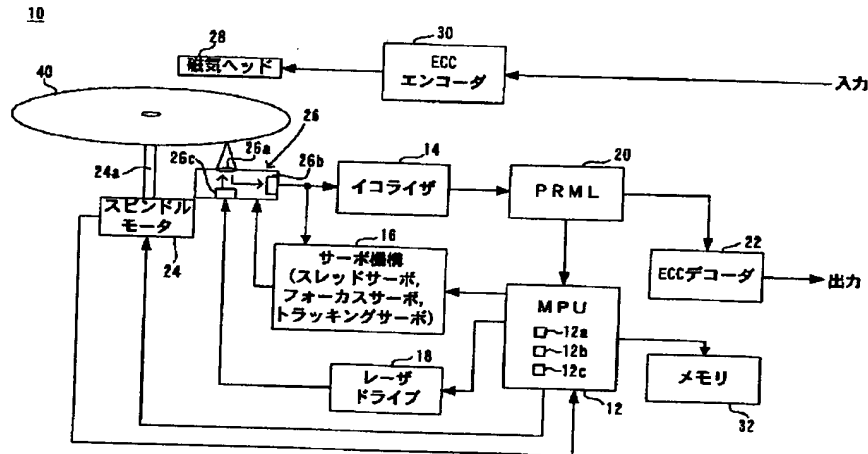 10
28
磁気ヘッド
30
ECC
エンコーダ
入力
40
26
26a
26c
26b
24a
14
イコライザ
20
PRML
スピンドル
モータ
24
16
サーボ機構
(スレッドサーボ,
フォーカスサーボ,
トラッキングサーボ)
22
ECCデコーダ
出力
MPU
12a
12b
12c
12
18
レーザ
ドライブ
メモリ
32